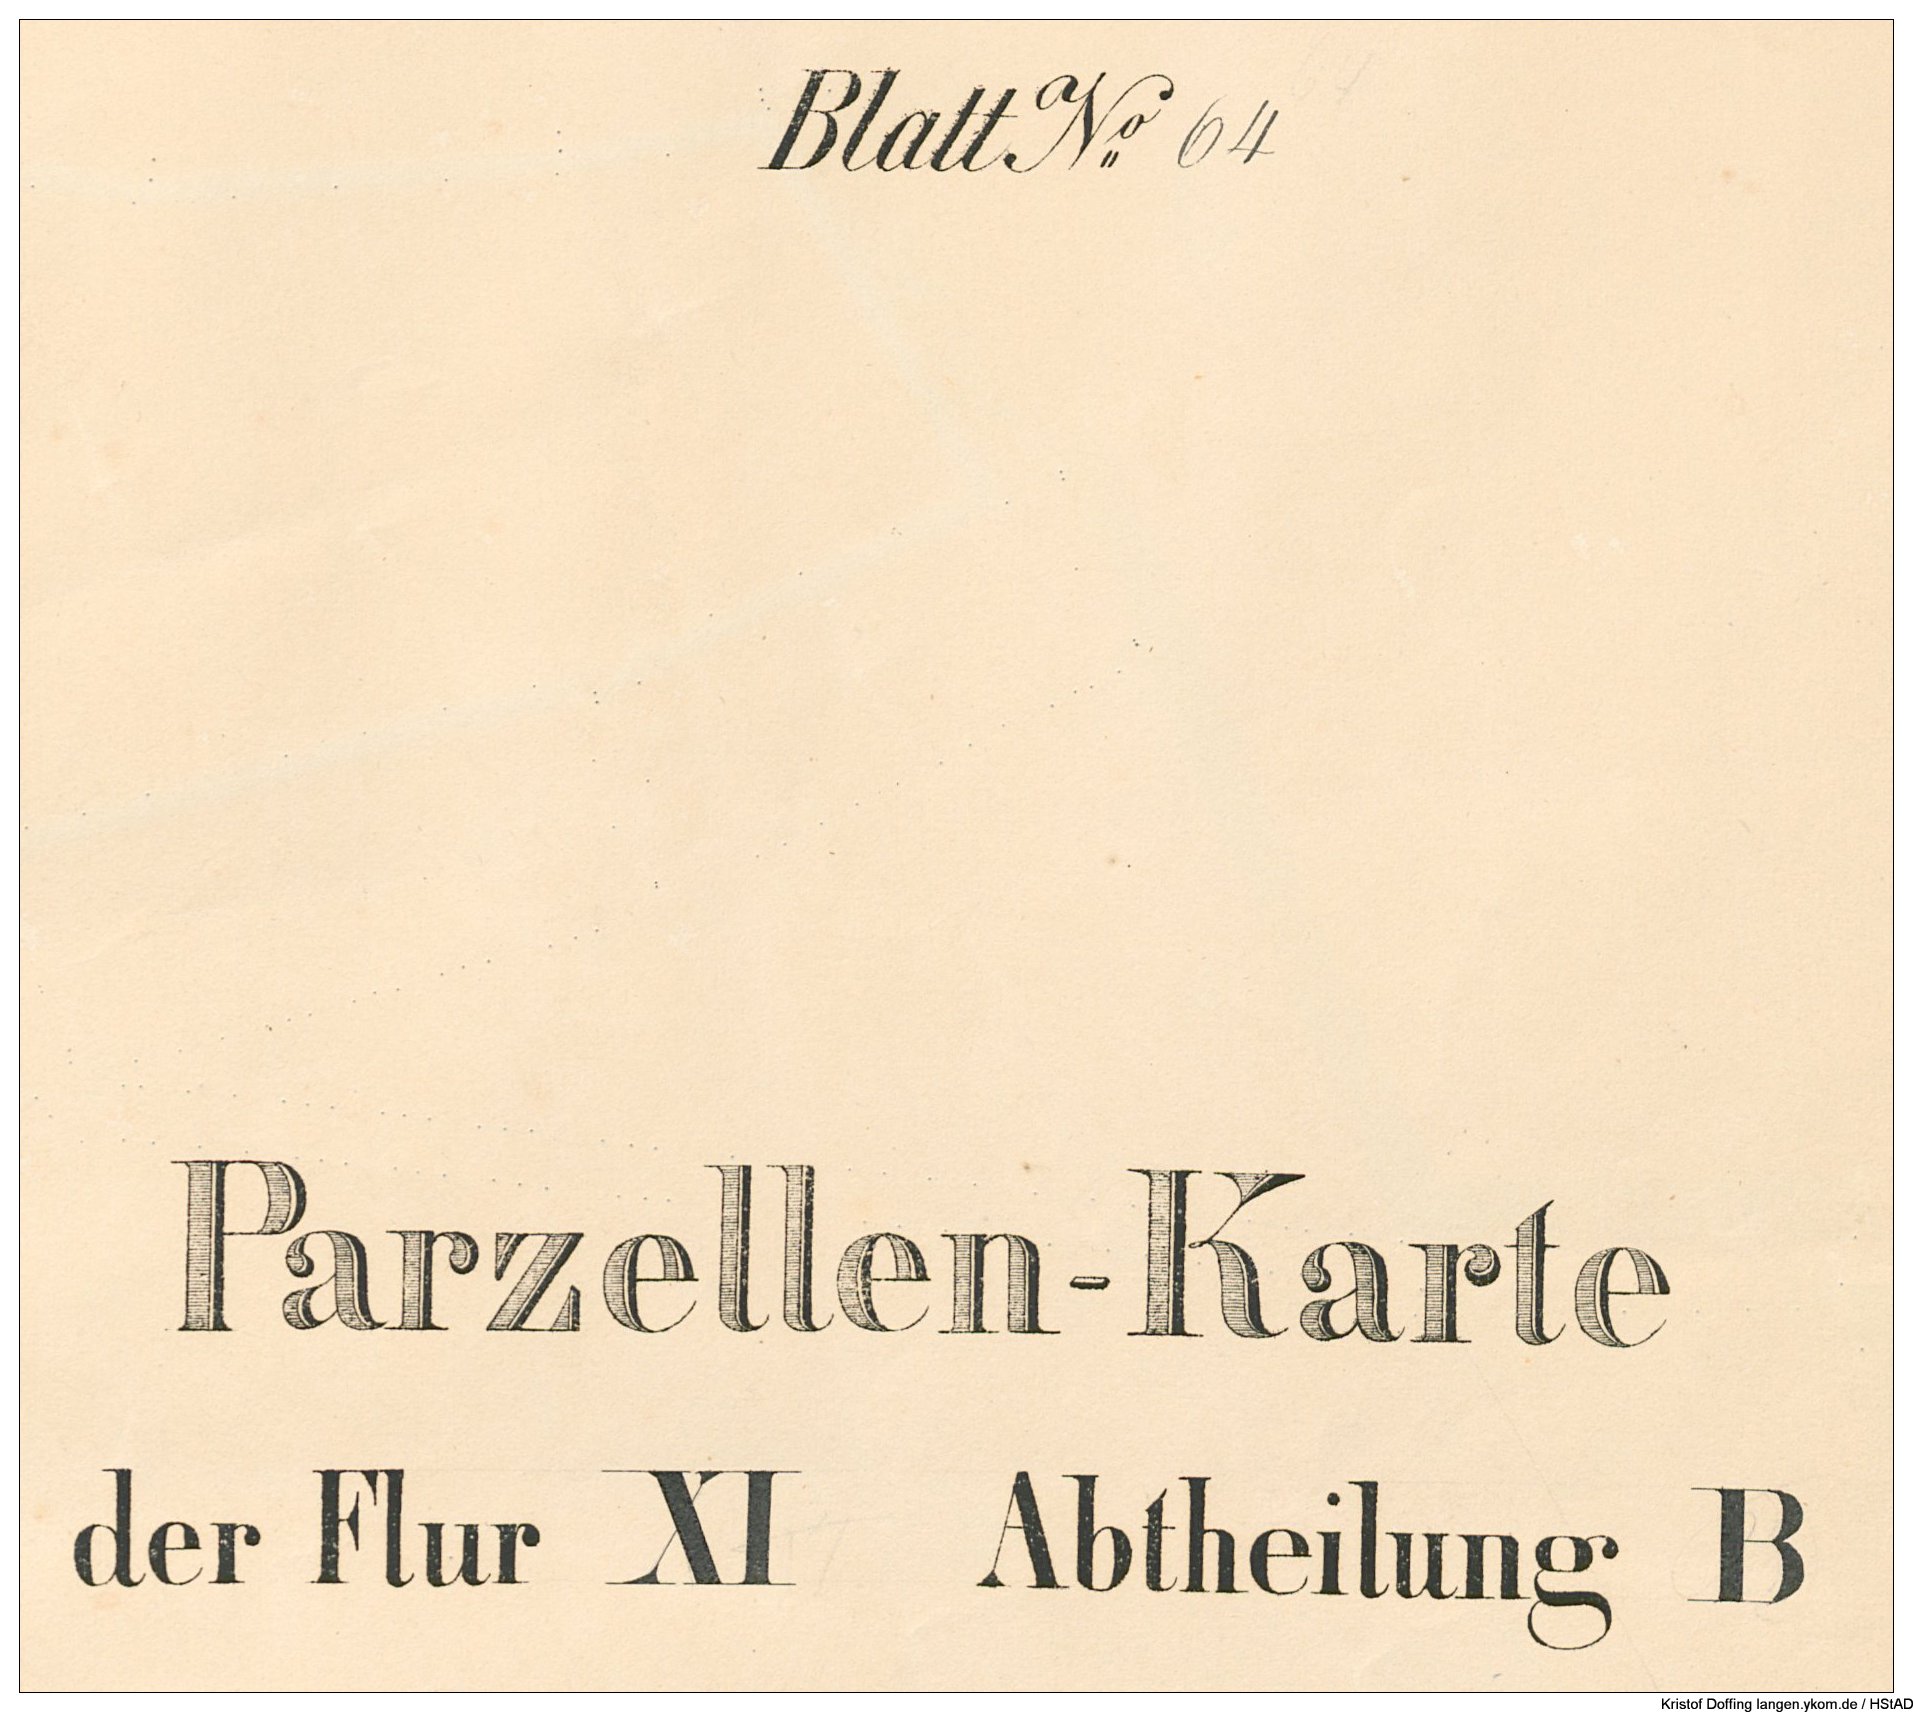 Blatt No. 64
Parzellen-Karte
der Flur XI Abtheilung B
Kristof Doffing langen.ykom.de / HStAD